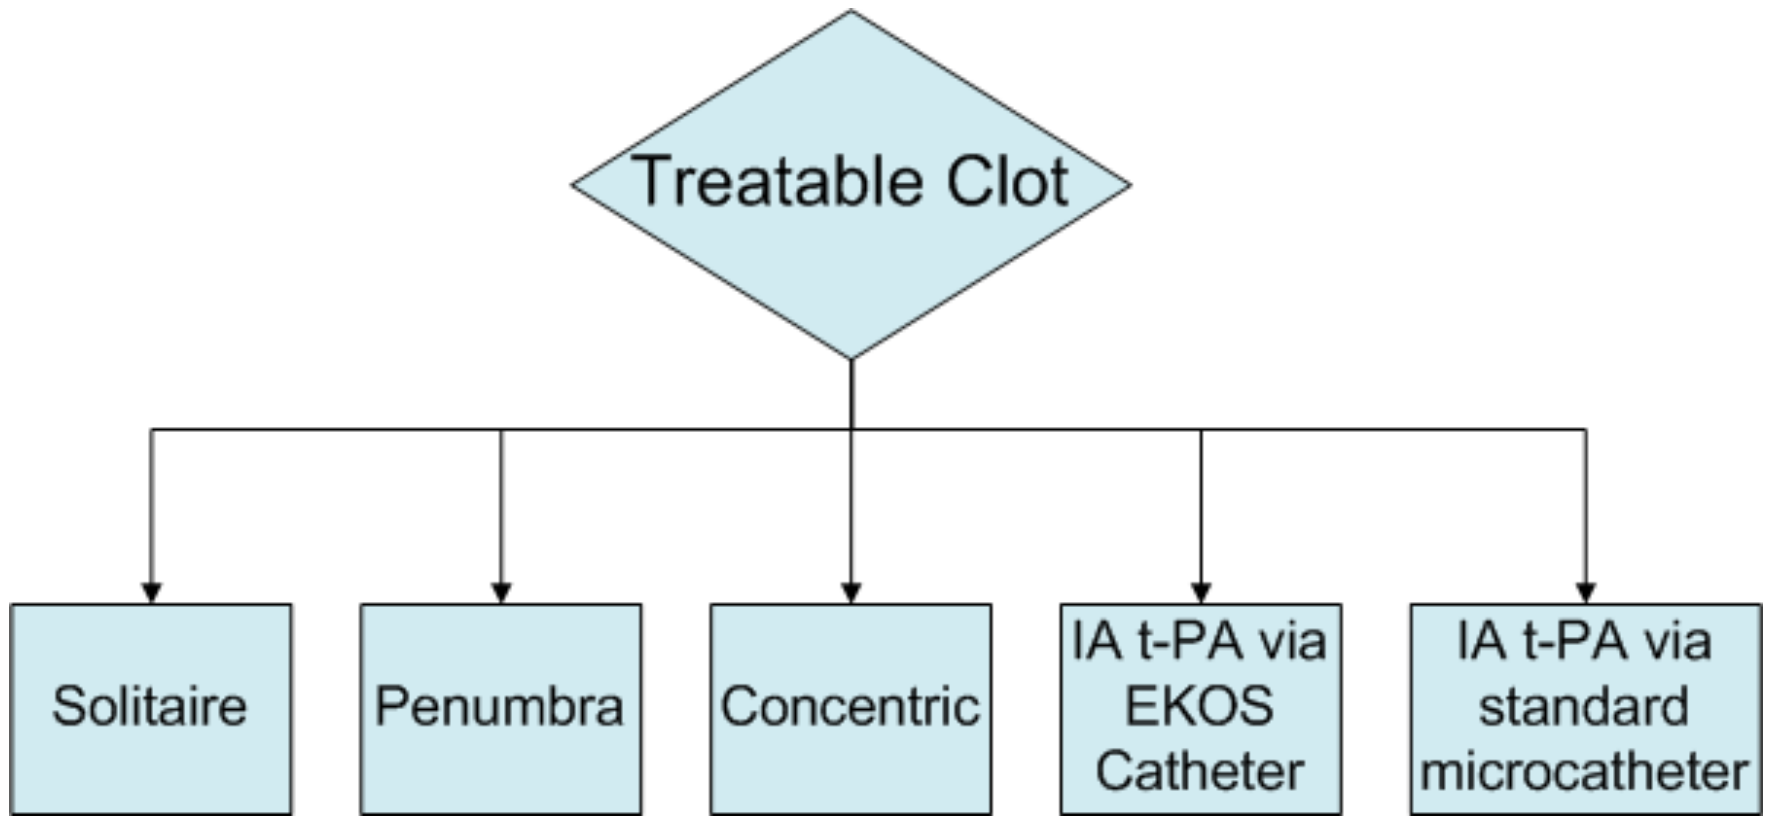 Treatable Clot
Solitaire
Penumbra
Concentric
IA t-PA via
EKOS
Catheter
IA t-PA via
standard
microcatheter